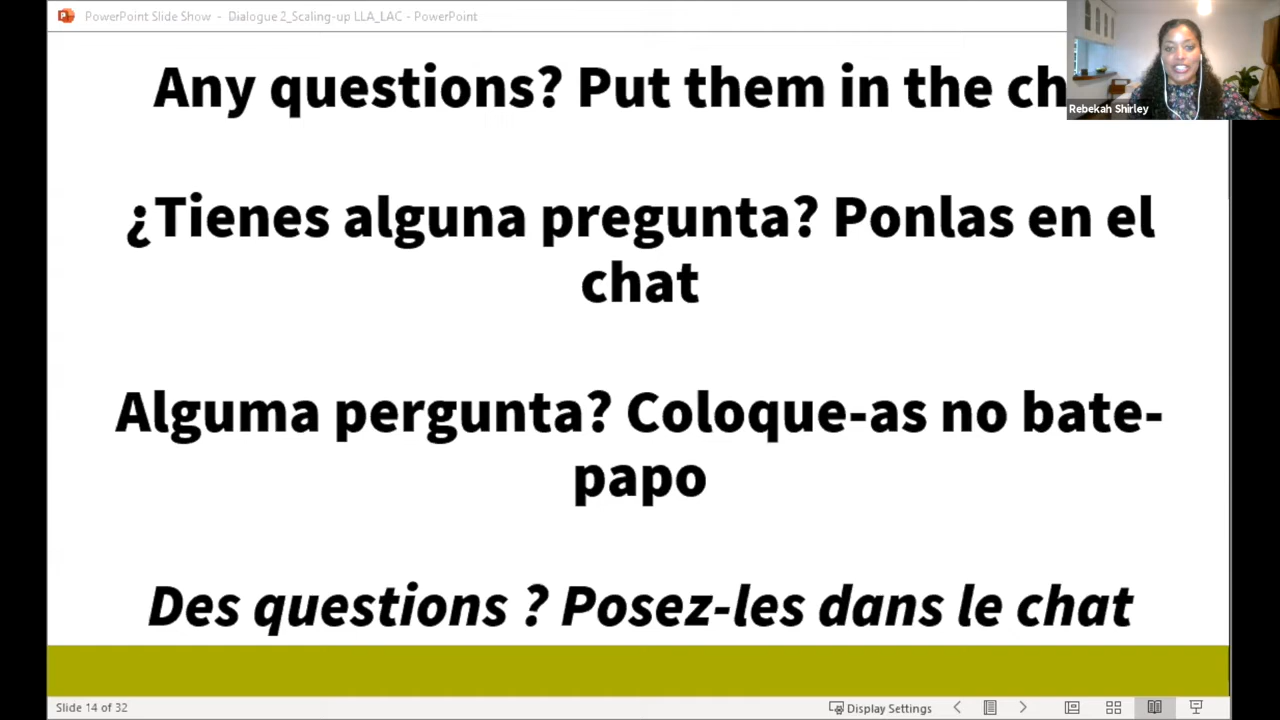 PowerPoint Slide Show - Dialogue 2_Scaling-up LLA_LAC - PowerPoint
Rebekah Shirley
Any questions? Put them in the
¿Tienes alguna pregunta? Ponlas en el
chat
Alguma pergunta? Coloque-as no bate-
papo
Des questions ? Posez-les dans le chat
Slide 14 of 32
Display Settings